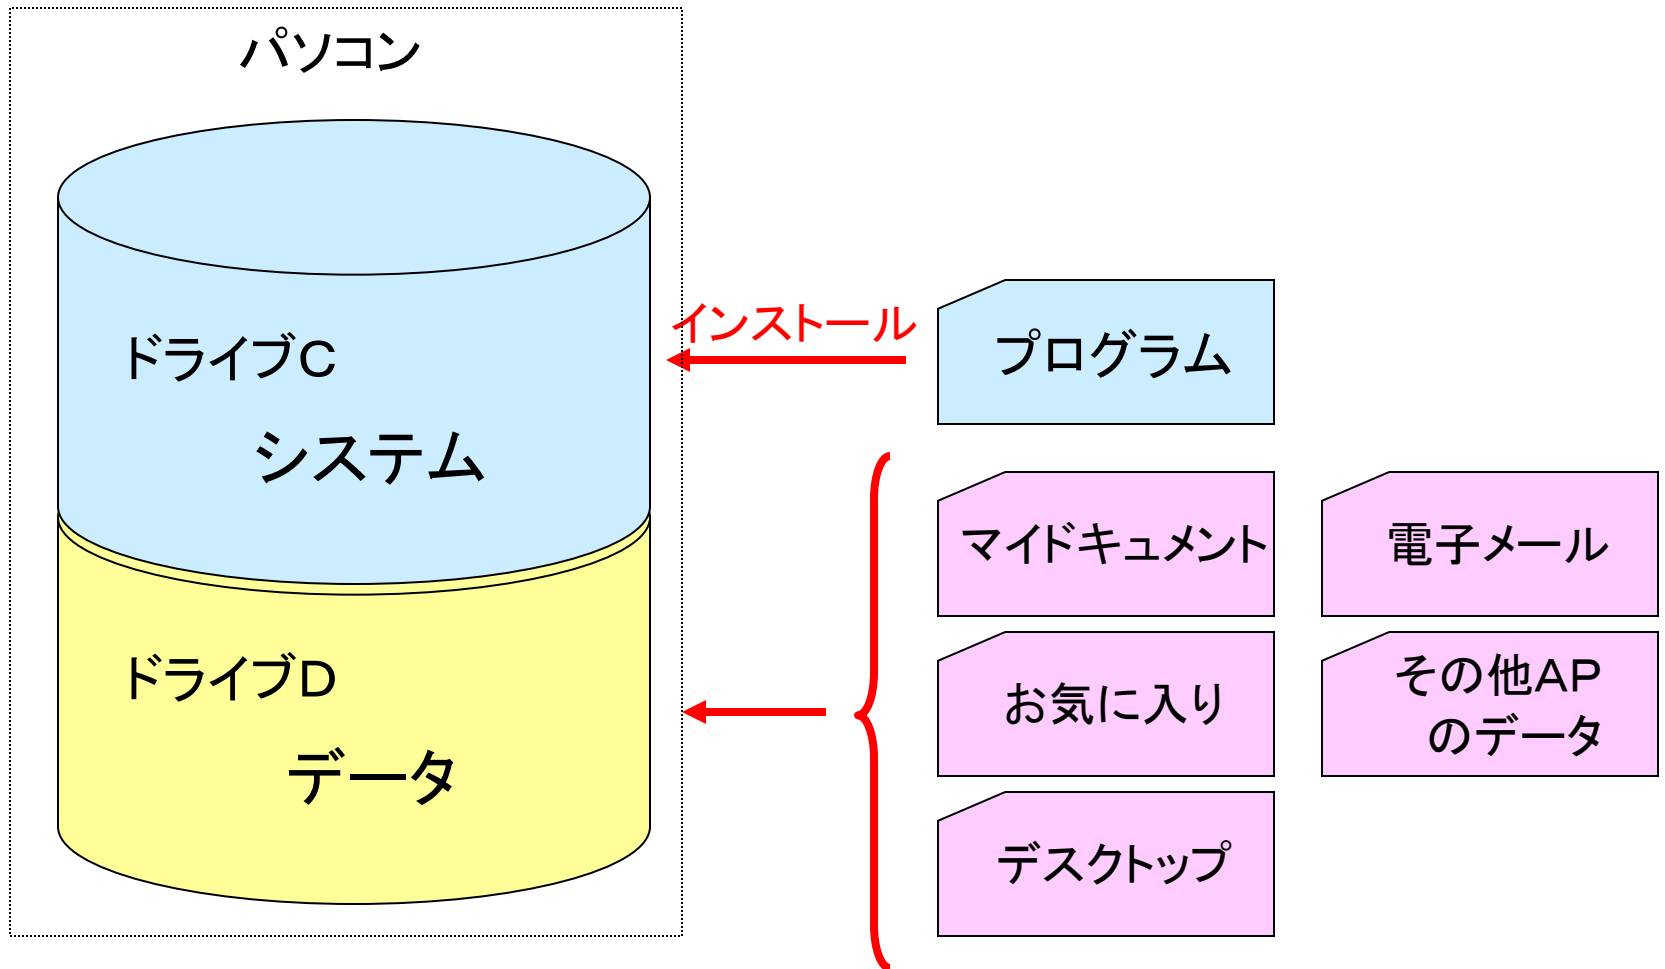 パソコン
ドライブC
システム
ドライブD
データ
インストール
プログラム
マイドキュメント
電子メール
お気に入り
その他AP
のデータ
デスクトップ